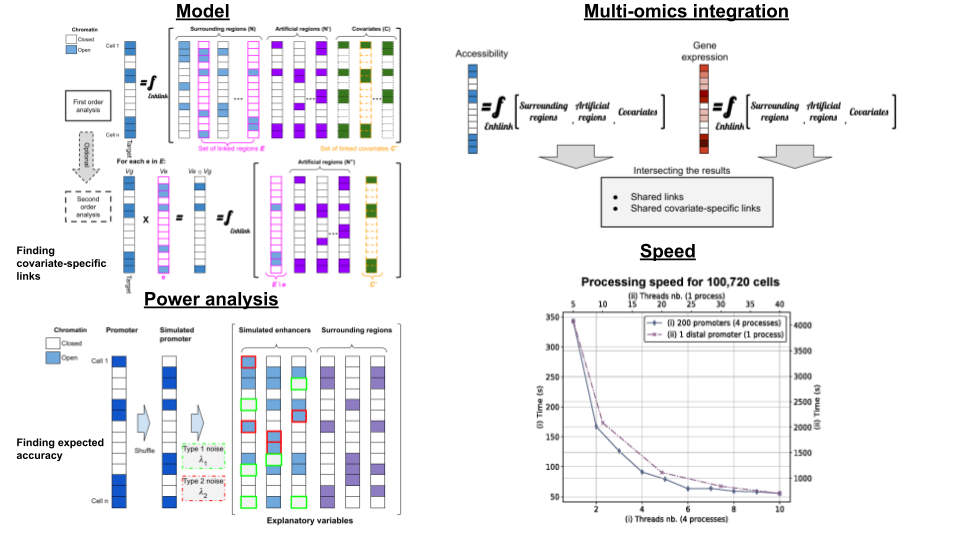 Model
Chromatin
Closed
Open
Cell 1
Cell n
Target
First order
analysis
Optional
Second
order
analysis
Surrounding regions (N)
Artificial regions (N')
Covariates (C)
=f
Enhlink
...
...
...
Set of linked regions E
Set of linked covariates C'
For each e in E:
Vg
Ve
Ve □ Vg
X
=
=f
Enhlink
Artificial regions (N'')
...
Target
e
E \ e
C'
Finding
covariate-specific
links
Power analysis
Chromatin
Closed
Open
Promoter
Simulated
promoter
Simulated enhancers
Surrounding regions
Cell 1
Cell n
Shuffle
Type 1 noise
λ1
Type 2 noise
λ2
Explanatory variables
Finding expected
accuracy
Multi-omics integration
Accessibility
=f
Enhlink
Surrounding regions , Artificial regions , Covariates
Gene
expression
=f
Enhlink
Surrounding regions , Artificial regions , Covariates
Intersecting the results
● Shared links
● Shared covariate-specific links
Speed
Processing speed for 100,720 cells
(ii) Threads nb. (1 process)
5 10 15 20 25 30 35 40
(i) 200 promoters (4 processes)
(ii) 1 distal promoter (1 process)
350
300
250
200
150
100
50
(i) Time (s)
4000
3500
3000
2500
2000
1500
1000
(ii) Time (s)
2 4 6 8 10
(i) Threads nb. (4 processes)